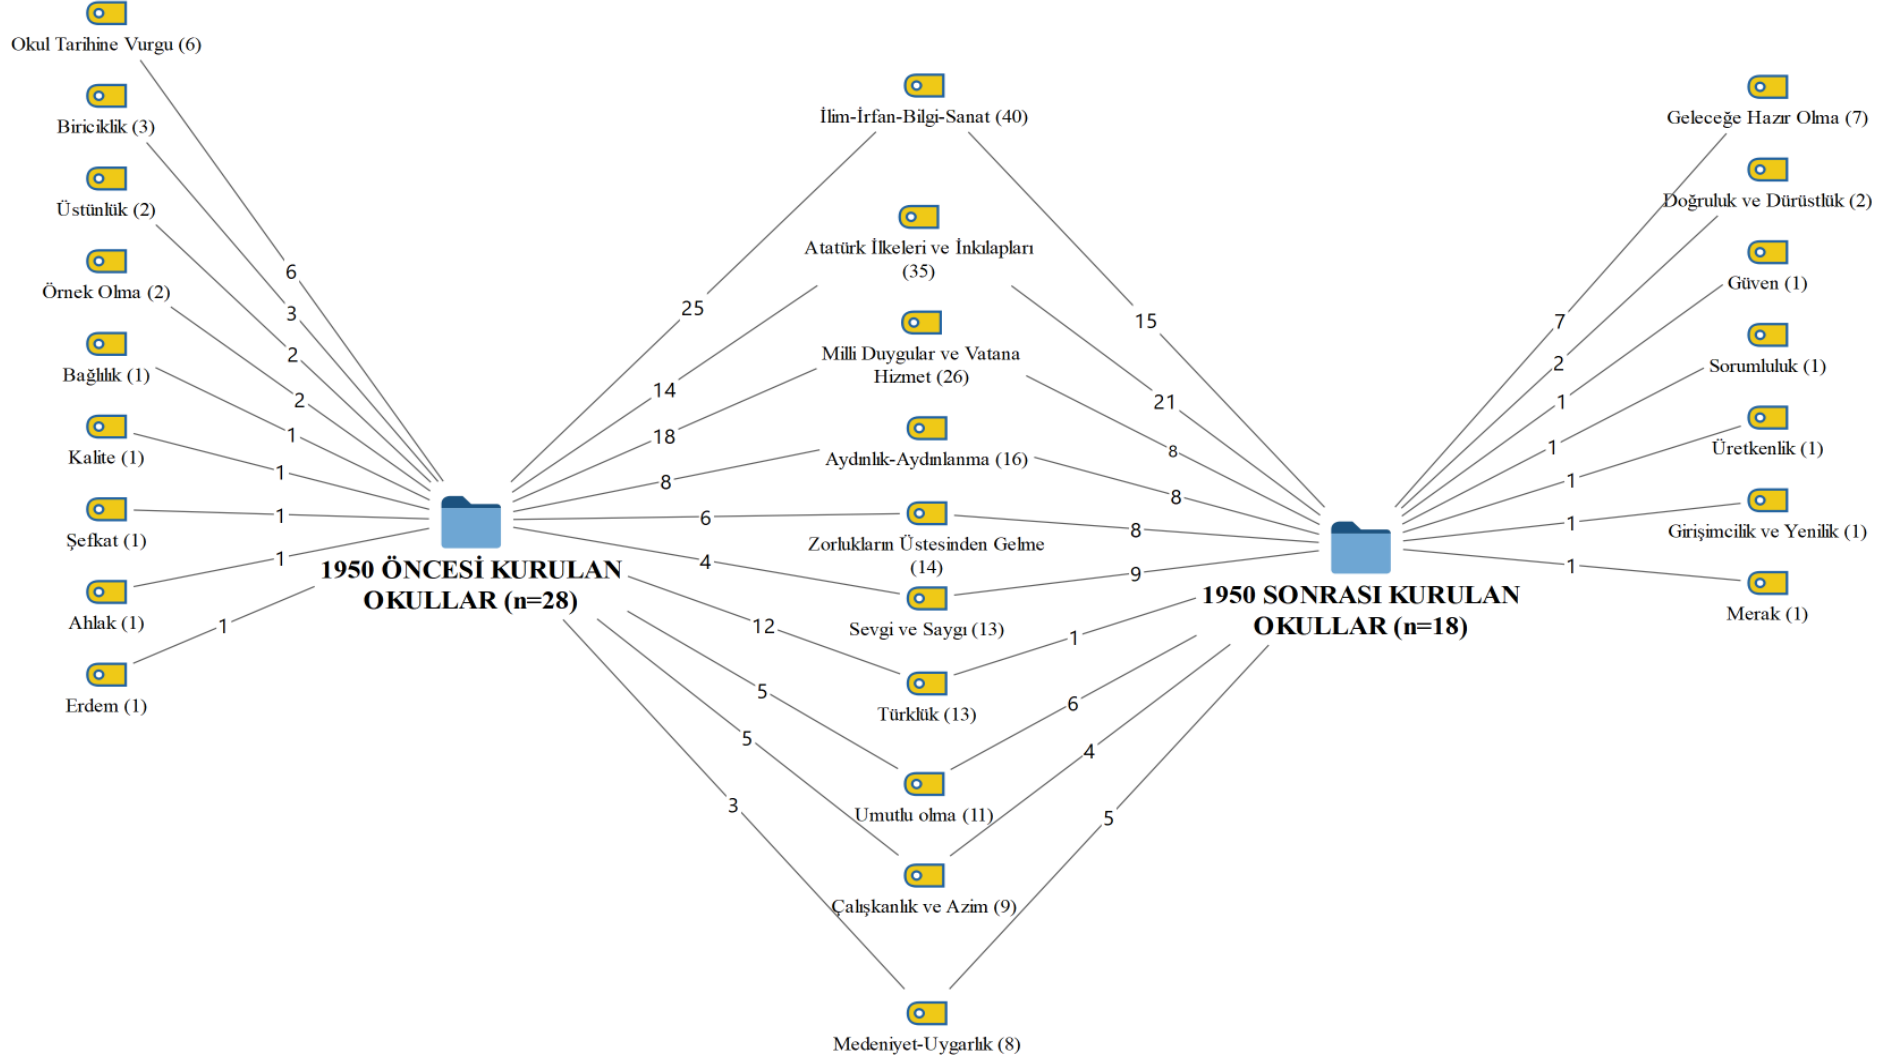 Okul Tarihine Vurgu (6)
Biriciklik (3)
Üstünlük (2)
Örnek Olma (2)
Bağlılık (1)
Kalite (1)
Şefkat (1)
Ahlak (1)
Erdem (1)
6
3
2
2
1
1
1
1
1
1950 ÖNCESİ KURULAN
OKULLAR (n=28)
25
14
18
8
6
4
12
5
5
3
İlim-İrfan-Bilgi-Sanat (40)
Atatürk İlkeleri ve İnkılapları
(35)
Milli Duygular ve Vatana
Hizmet (26)
Aydınlık-Aydınlanma (16)
Zorlukların Üstesinden Gelme
(14)
Sevgi ve Saygı (13)
Türklük (13)
Umutlu olma (11)
Çalışkanlık ve Azim (9)
Medeniyet-Uygarlık (8)
15
21
8
8
8
9
1
6
4
5
1950 SONRASI KURULAN
OKULLAR (n=18)
7
2
1
1
1
1
1
Geleceğe Hazır Olma (7)
Doğruluk ve Dürüstlük (2)
Güven (1)
Sorumluluk (1)
Üretkenlik (1)
Girişimcilik ve Yenilik (1)
Merak (1)